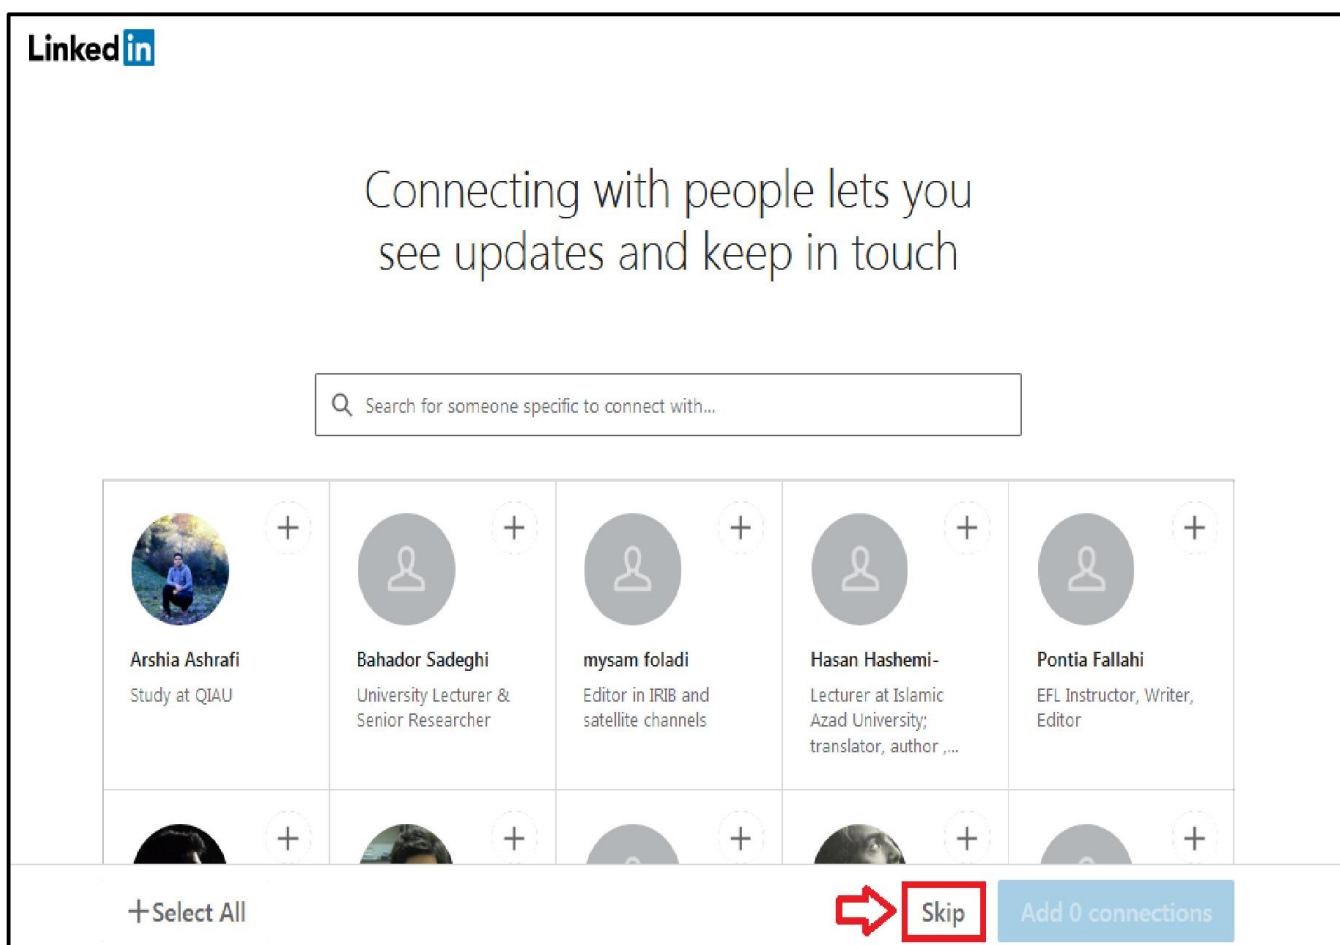 Linked in
Connecting with people lets you
see updates and keep in touch
Search for someone specific to connect with...
Arshia Ashrafi
Study at QIAU
Bahador Sadeghi
University Lecturer &
Senior Researcher
mysam foladi
Editor in IRIB and
satellite channels
Hasan Hashemi-
Lecturer at Islamic
Azad University;
translator, author ,...
Pontia Fallahi
EFL Instructor, Writer,
Editor
+Select All
Skip
Add 0 connections